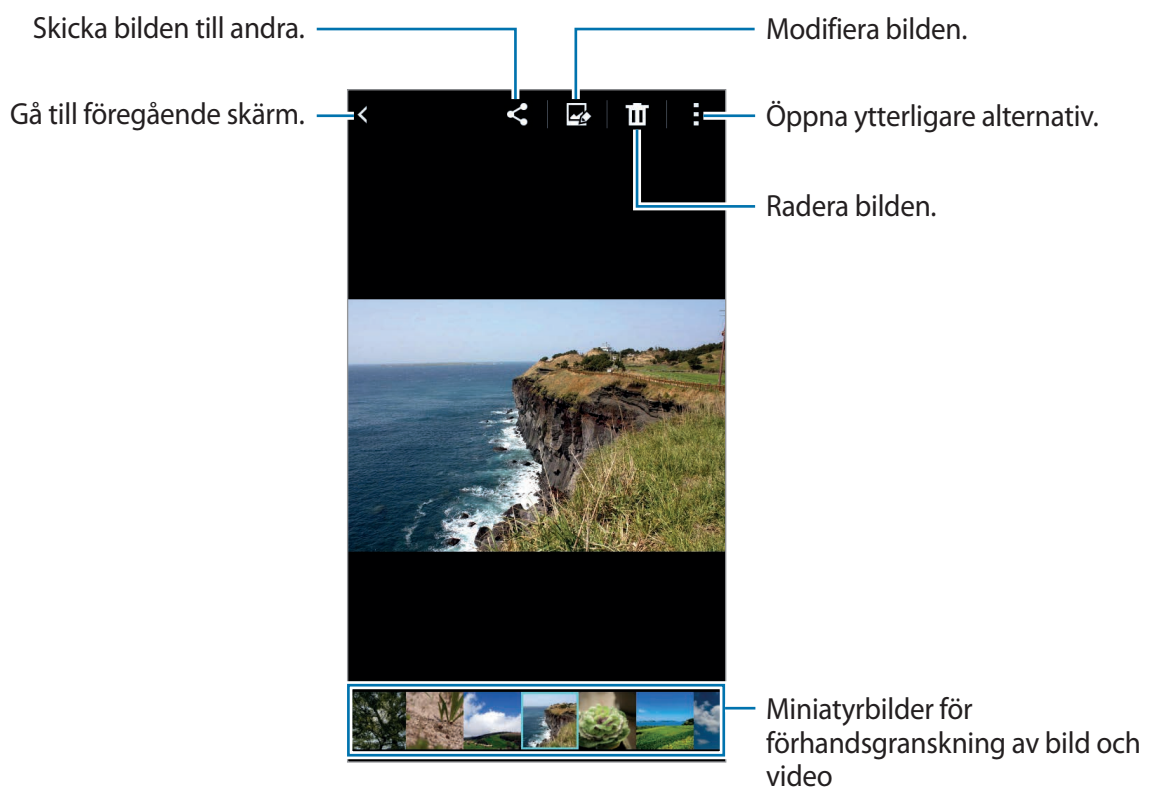 Skicka bilden till andra.
Modifiera bilden.
Gå till föregående skärm.
Öppna ytterligare alternativ.
Radera bilden.
Miniatyrbilder för
förhandsgranskning av bild och
video